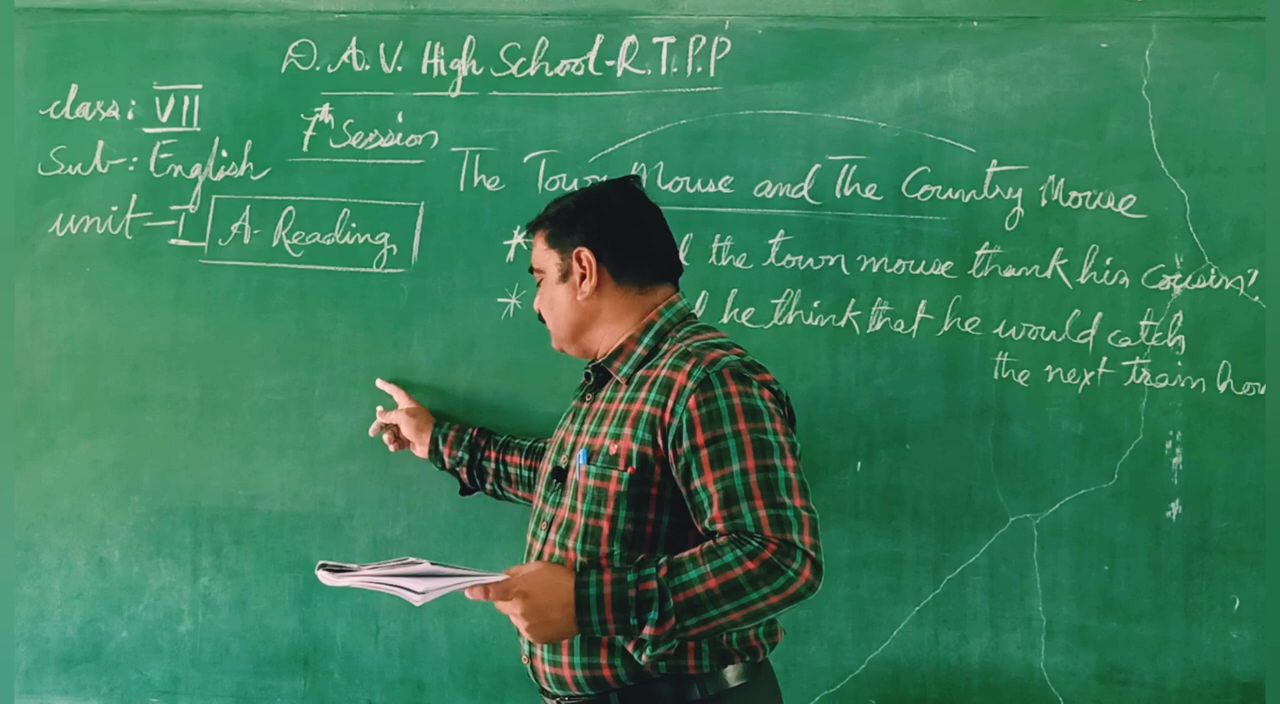 D.A.V. High School-R.T.P.P
class: VII
7th Session
Sub: English
The Town Mouse and The Country Mouse
unit-I A-Reading
* the town mouse thank his cousin?
* he think that he would catch
the next train